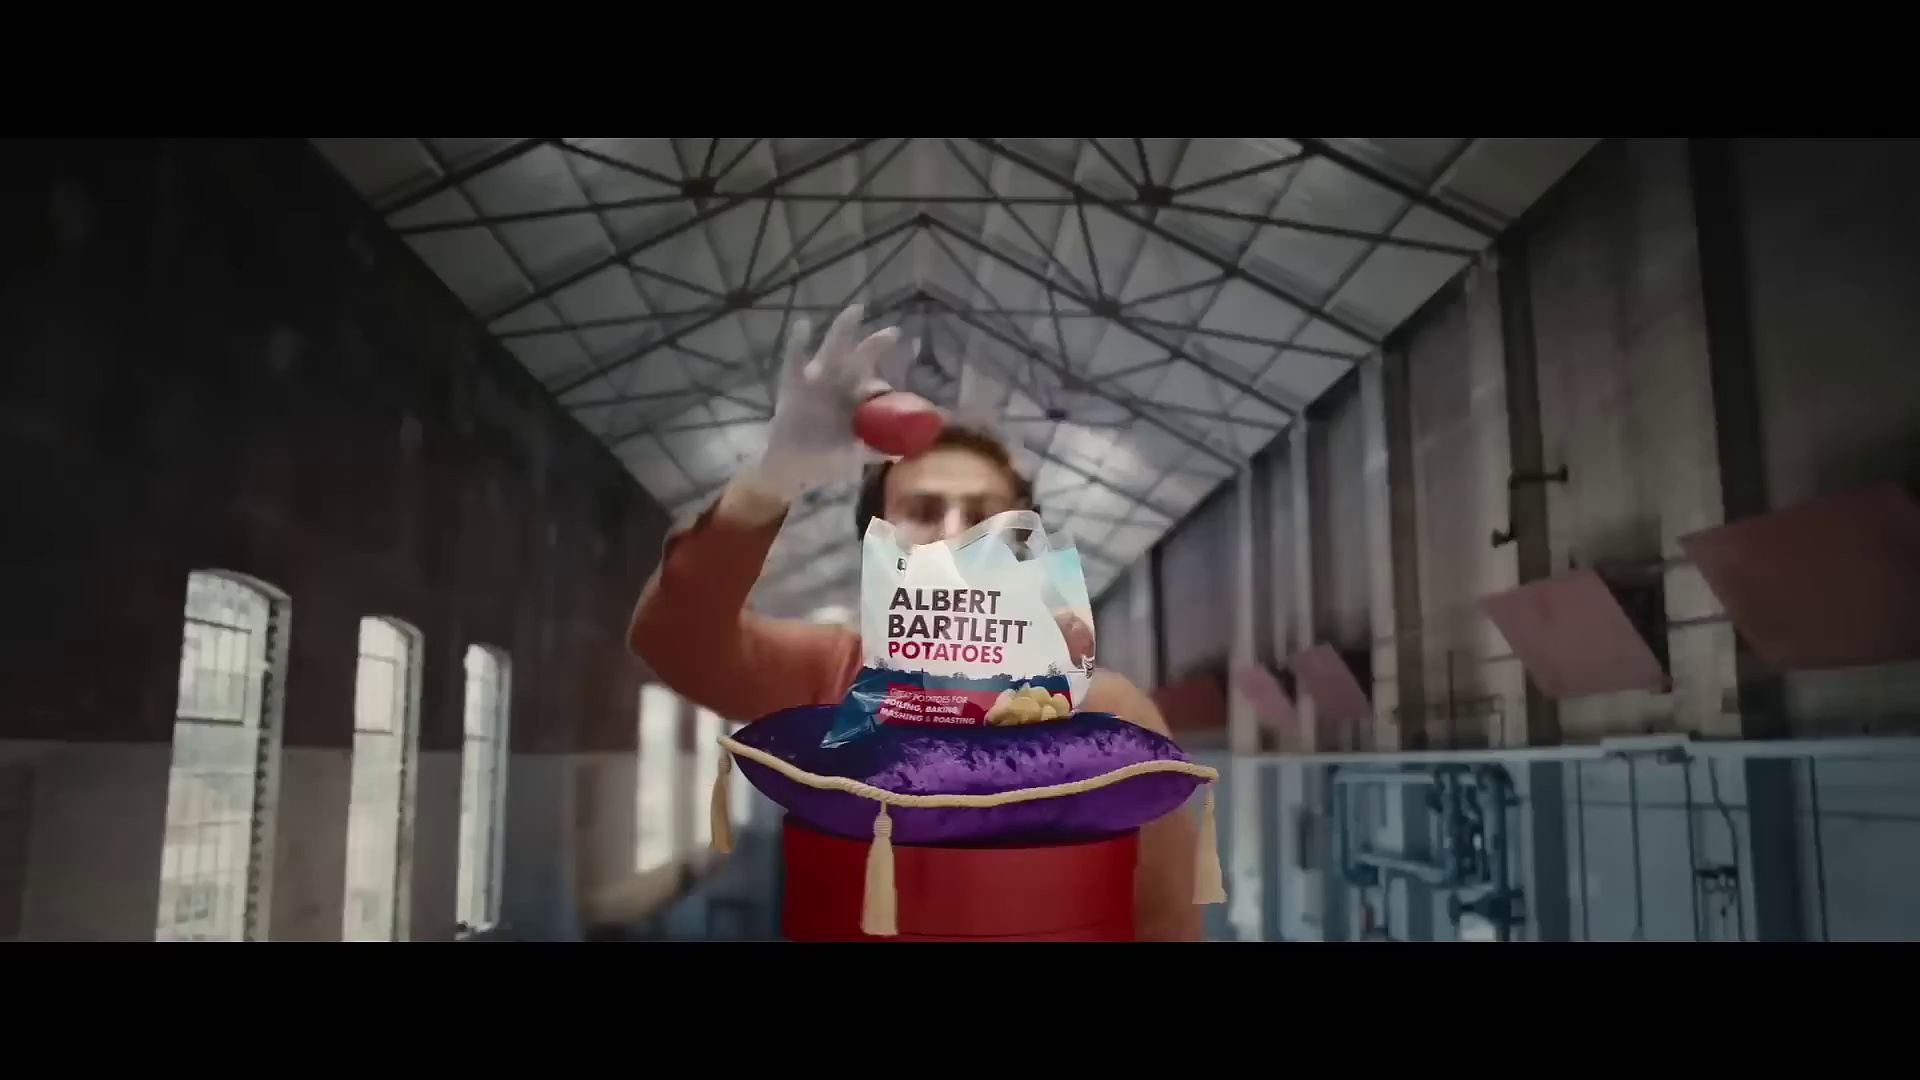 ALBERT
BARTLETT
POTATOES
GREAT POTATOES FOR
BOILING, BAKING,
MASHING & ROASTING